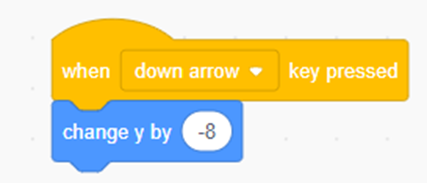 when down arrow key pressed
change y by -8